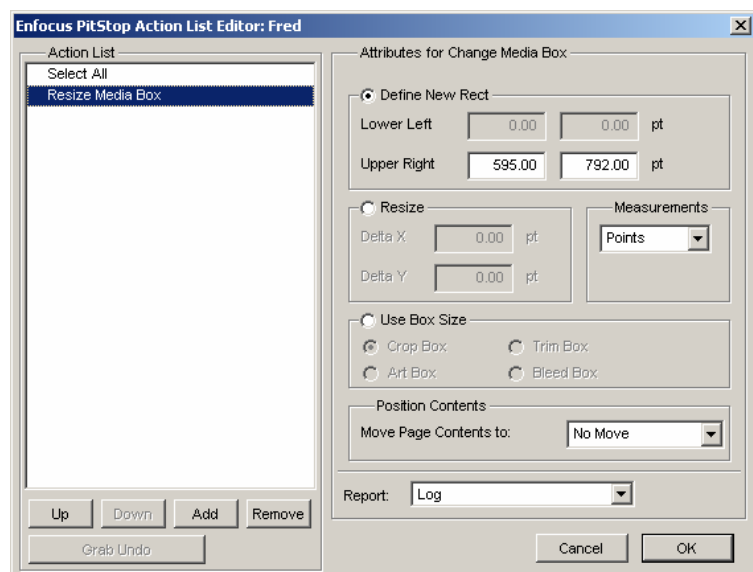 Enfocus PitStop Action List Editor: Fred
Action List
Select All
Resize Media Box
Up
Down
Add
Remove
Grab Undo
Attributes for Change Media Box
Define New Rect
Lower Left 0.00 0.00 pt
Upper Right 595.00 792.00 pt
Resize
Delta X 0.00 pt
Delta Y 0.00 pt
Measurements
Points
Use Box Size
Crop Box
Trim Box
Art Box
Bleed Box
Position Contents
Move Page Contents to: No Move
Report: Log
Cancel
OK